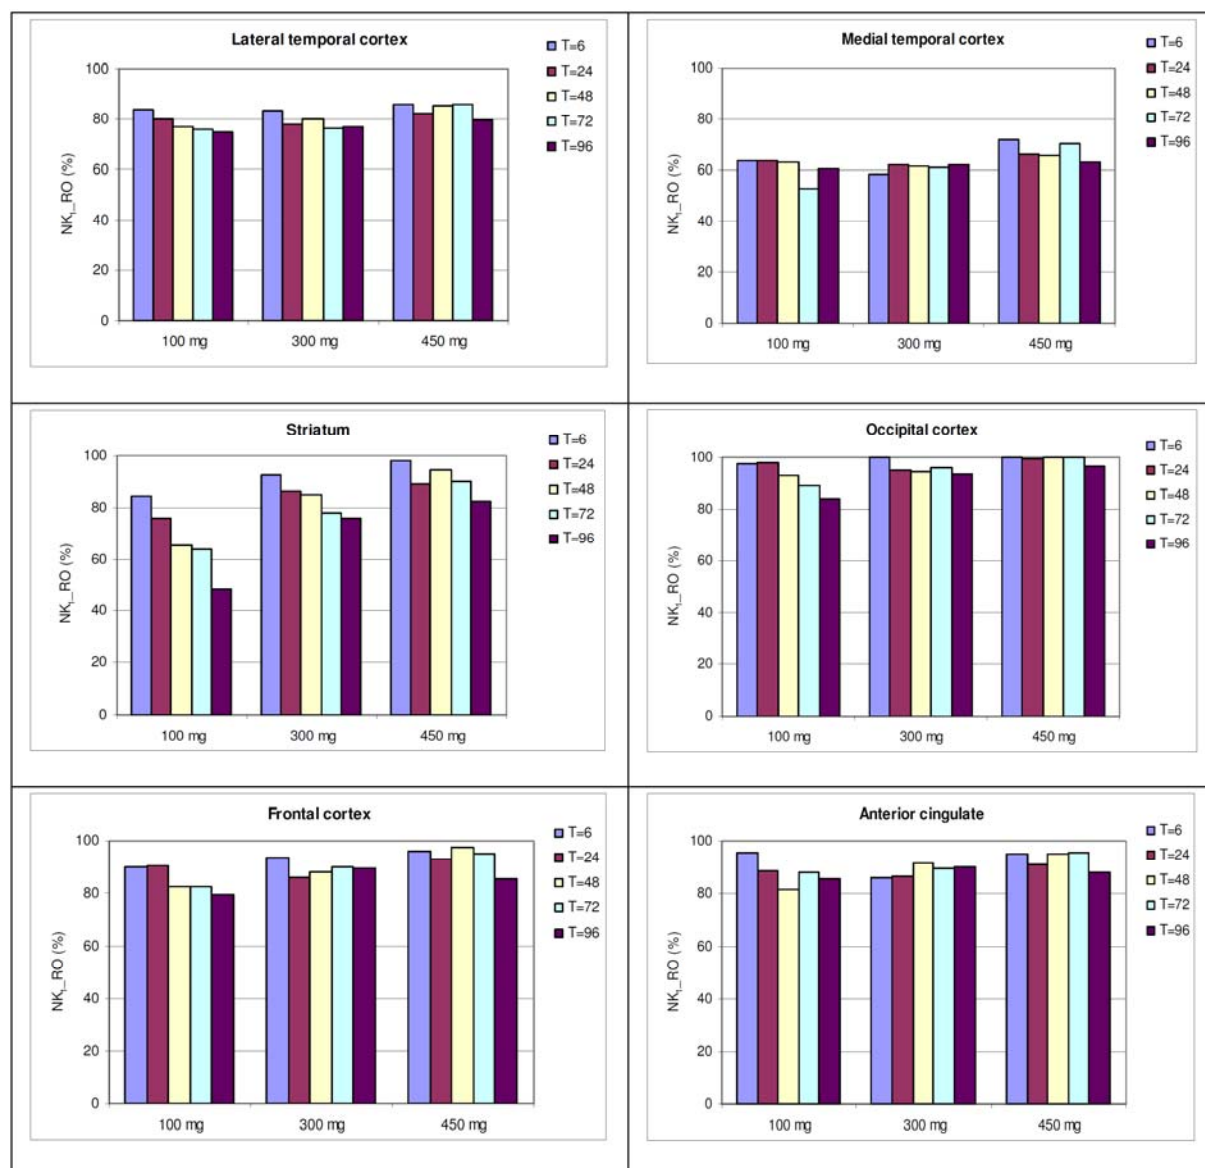 Lateral temporal cortex
T=6
T=24
T=48
T=72
T=96
NK₁_RO (%)
100
80
60
40
20
0
100 mg 300 mg 450 mg
Medial temporal cortex
T=6
T=24
T=48
T=72
T=96
NK₁_RO (%)
100
80
60
40
20
0
100 mg 300 mg 450 mg
Striatum
T=6
T=24
T=48
T=72
T=96
NK₁_RO (%)
100
80
60
40
20
0
100 mg 300 mg 450 mg
Occipital cortex
T=6
T=24
T=48
T=72
T=96
NK₁_RO (%)
100
80
60
40
20
0
100 mg 300 mg 450 mg
Frontal cortex
T=6
T=24
T=48
T=72
T=96
NK₁_RO (%)
100
80
60
40
20
0
100 mg 300 mg 450 mg
Anterior cingulate
T=6
T=24
T=48
T=72
T=96
NK₁_RO (%)
100
80
60
40
20
0
100 mg 300 mg 450 mg